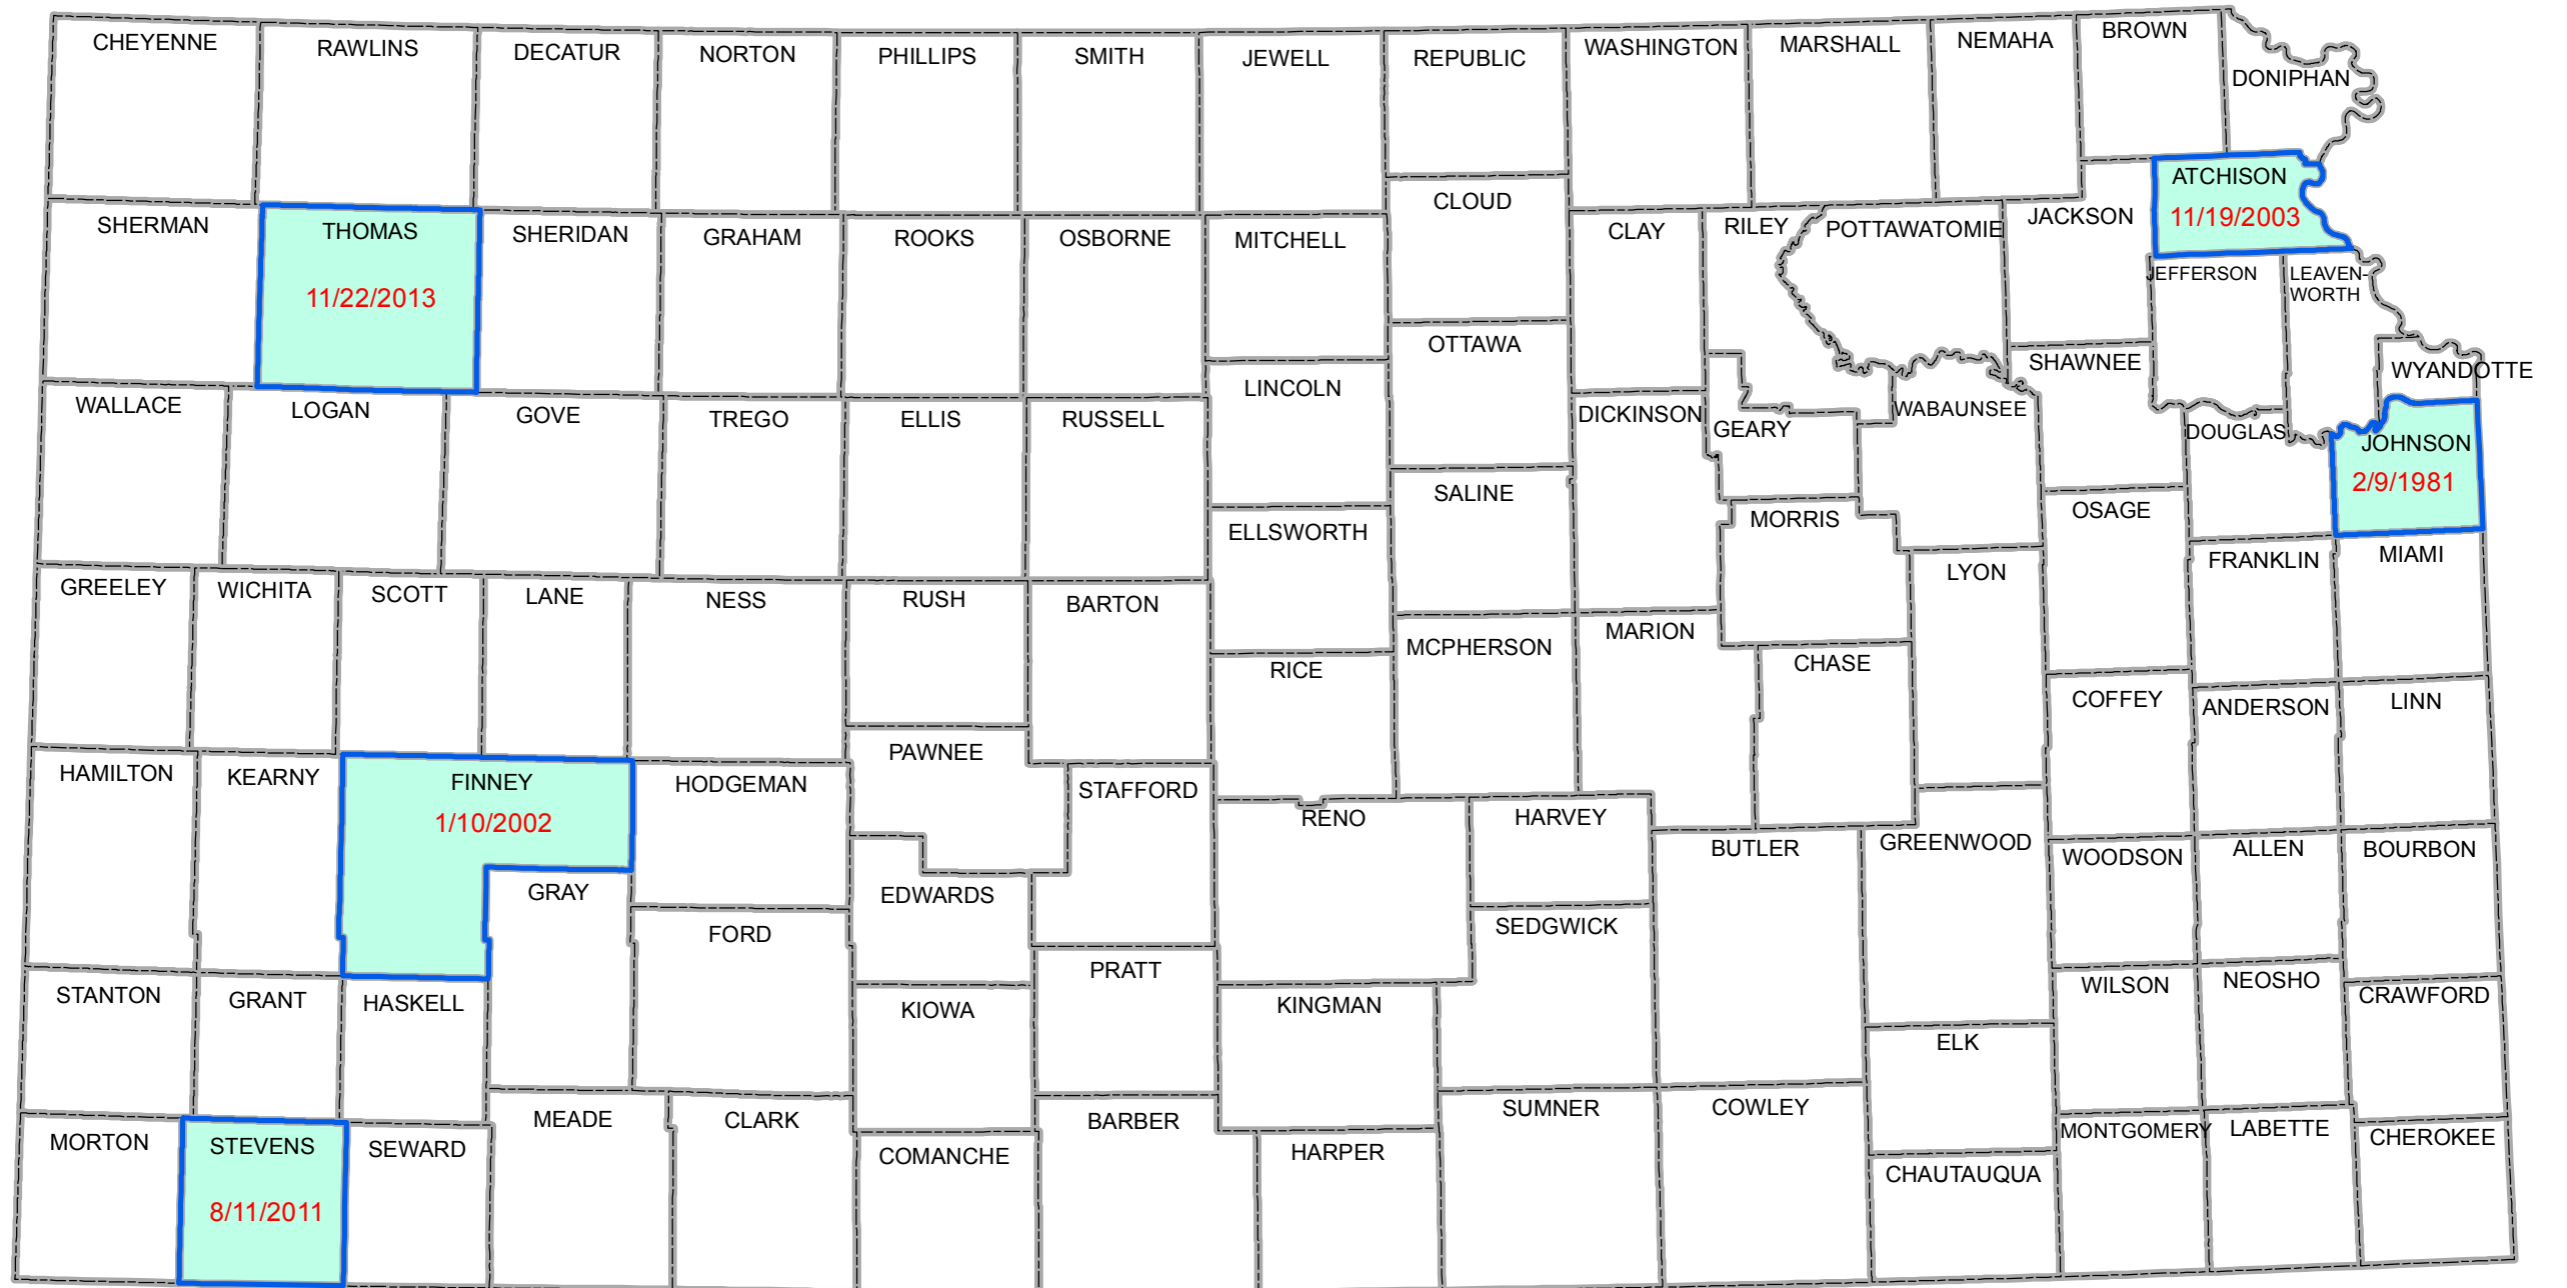 CHEYENNE
RAWLINS
DECATUR
NORTON
PHILLIPS
SMITH
JEWELL
REPUBLIC
WASHINGTON
MARSHALL
NEMAHA
BROWN
DONIPHAN
SHERMAN
THOMAS
11/22/2013
SHERIDAN
GRAHAM
ROOKS
OSBORNE
MITCHELL
CLOUD
CLAY
RILEY
POTTAWATOMIE
JACKSON
ATCHISON
11/19/2003
JEFFERSON
LEAVEN-
WORTH
OTTAWA
SHAWNEE
WYANDOTTE
WALLACE
LOGAN
GOVE
TREGO
ELLIS
RUSSELL
LINCOLN
DICKINSON
GEARY
WABAUNSEE
DOUGLAS
JOHNSON
2/9/1981
SALINE
ELLSWORTH
MORRIS
OSAGE
FRANKLIN
MIAMI
GREELEY
WICHITA
SCOTT
LANE
NESS
RUSH
BARTON
LYON
RICE
MCPHERSON
MARION
CHASE
COFFEY
ANDERSON
LINN
HAMILTON
KEARNY
FINNEY
1/10/2002
HODGEMAN
PAWNEE
STAFFORD
RENO
HARVEY
BUTLER
GREENWOOD
WOODSON
ALLEN
BOURBON
GRAY
EDWARDS
FORD
SEDGWICK
PRATT
STANTON
GRANT
HASKELL
KIOWA
KINGMAN
WILSON
NEOSHO
CRAWFORD
ELK
MORTON
STEVENS
8/11/2011
SEWARD
MEADE
CLARK
COMANCHE
BARBER
HARPER
SUMNER
COWLEY
CHAUTAUQUA
MONTGOMERY
LABETTE
CHEROKEE